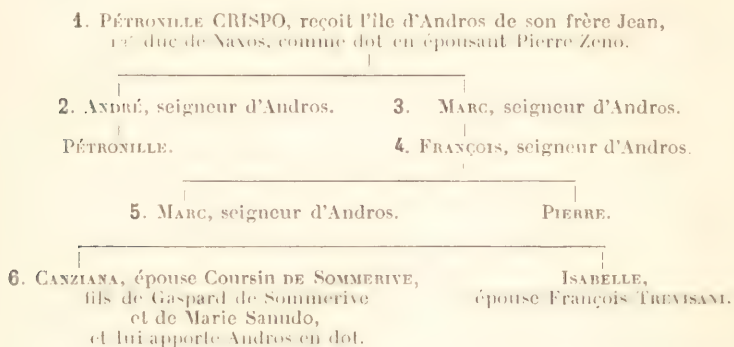 1. PÉTRONILLE CRISPO, reçoit l'île d'Andros de son frère Jean,
duc de Naxos, comme dot en épousant Pierre Zeno.
2. ANDRÉ, seigneur d'Andros. 3. MARC, seigneur d'Andros.
PÉTRONILLE. 4. FRANÇOIS, seigneur d'Andros.
5. MARC, seigneur d'Andros. PIERRE.
6. CANZIANA, épouse Coursin DE SOMMERIVE, ISABELLE,
fils de Gaspard de Sommerive épouse François TREVISANI.
et de Marie Sanudo,
et lui apporte Andros en dot.